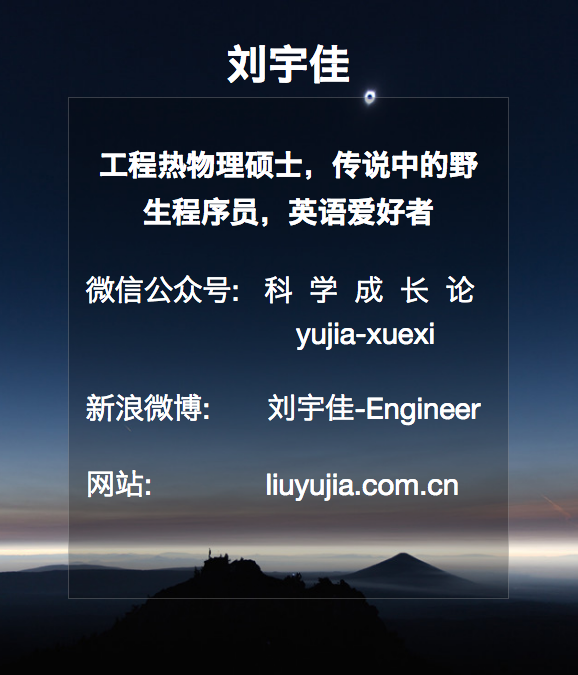 刘宇佳
工程热物理硕士，传说中的野
生程序员，英语爱好者
微信公众号: 科 学 成 长 论
yujia-xuexi
新浪微博: 刘宇佳-Engineer
网站: liuyujia.com.cn